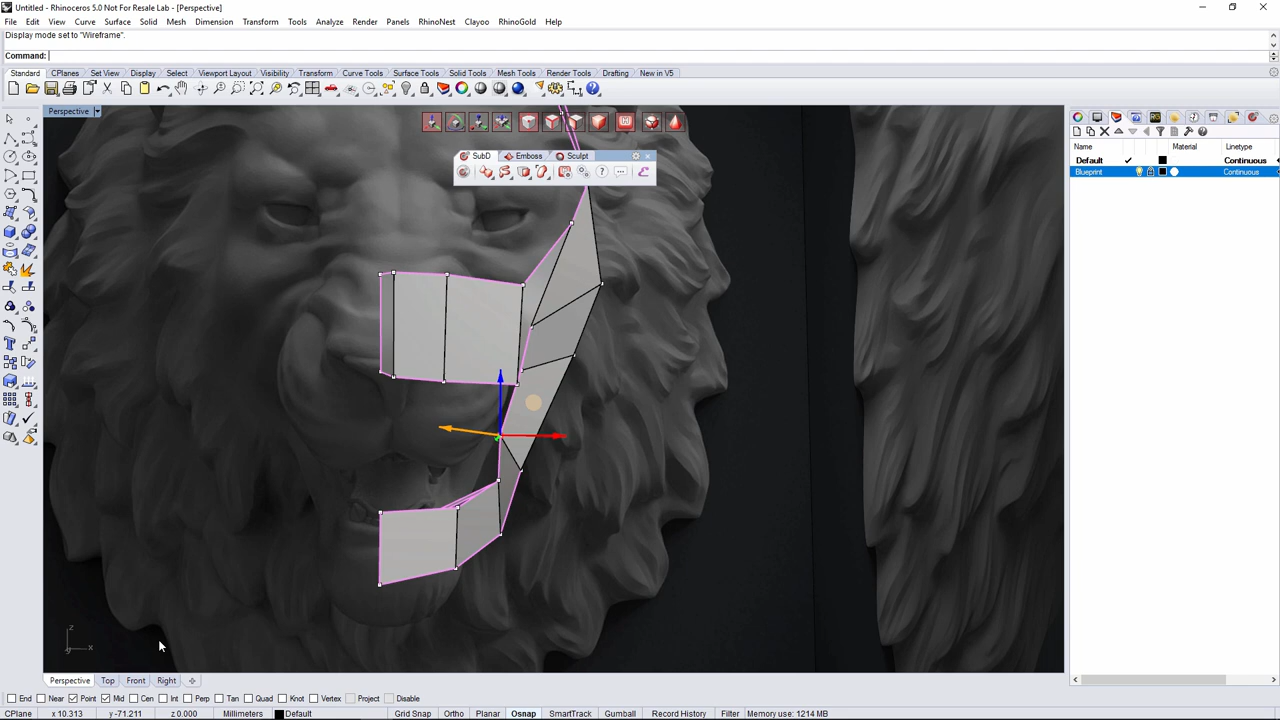 Untitled - Rhinoceros 5.0 Not For Resale Lab - [Perspective]
File Edit View Curve Surface Solid Mesh Dimension Transform Tools Analyze Render Panels RhinoNest Clayoo RhinoGold Help
Display mode set to "Wireframe".
Command:
Standard CPlanes Set View Display Select Viewport Layout Visibility Transform Curve Tools Surface Tools Solid Tools Mesh Tools Render Tools Drafting New in V5
Perspective
SubD Emboss Sculpt
Name Material Linetype
Default Continuous
Blueprint Continuous
z
x
Perspective Top Front Right
End Near Point Mid Cen Int Perp Tan Quad Knot Vertex Project Disable
CPlane x 10.313 y -71.211 z 0.000 Millimeters Default Grid Snap Ortho Planar Osnap SmartTrack Gumball Record History Filter Memory use: 1214 MB